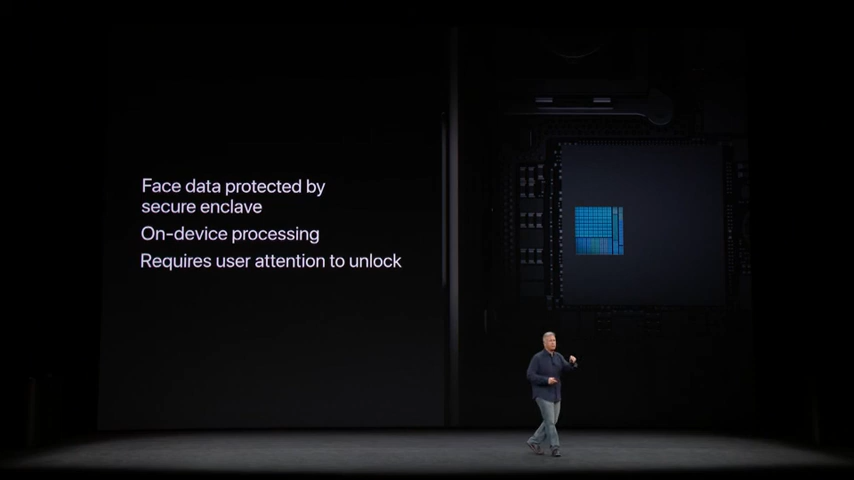 Face data protected by
secure enclave
On-device processing
Requires user attention to unlock